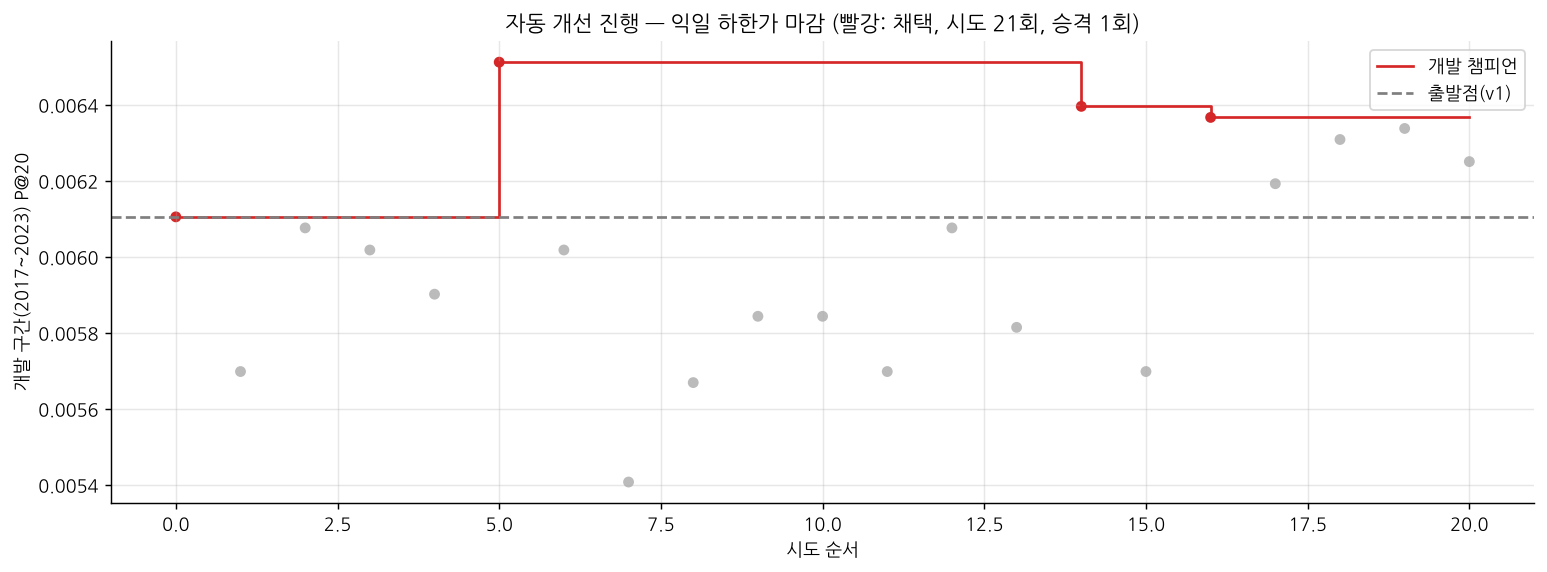 자동 개선 진행 — 익일 하한가 마감 (빨강: 채택, 시도 21회, 승격 1회)
개발 챔피언
출발점(v1)
개발 구간(2017~2023) P@20
0.0064
0.0062
0.0060
0.0058
0.0056
0.0054
0.0 2.5 5.0 7.5 10.0 12.5 15.0 17.5 20.0
시도 순서